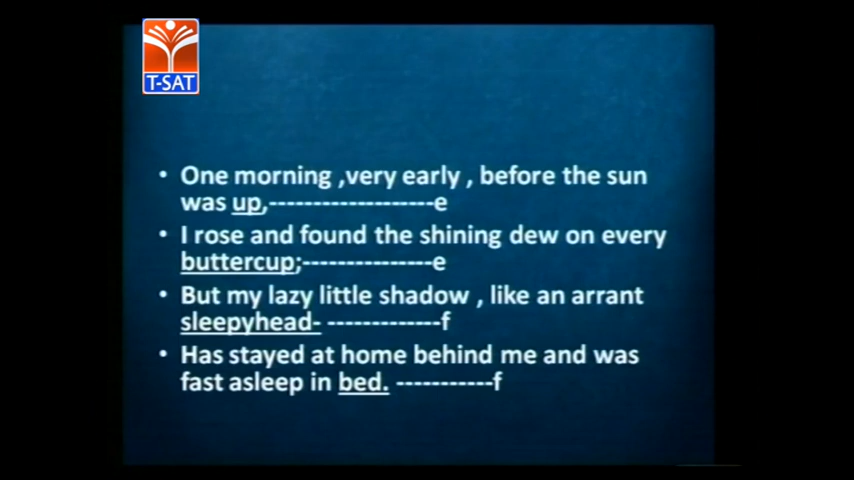 T-SAT
• One morning ,very early , before the sun
was up,-------------------e
• I rose and found the shining dew on every
buttercup;---------------e
• But my lazy little shadow , like an arrant
sleepyhead- -------------f
• Has stayed at home behind me and was
fast asleep in bed. -----------f